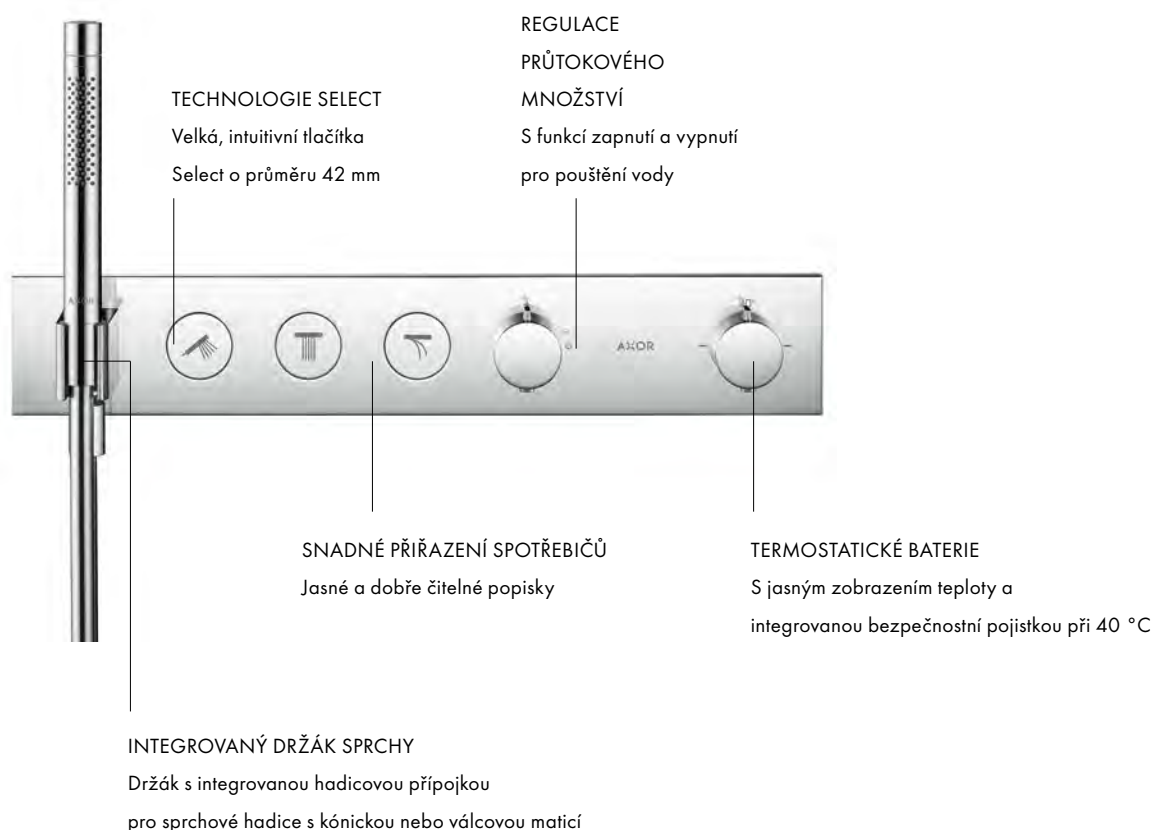 REGULACE
PRŮTOKOVÉHO
MNOŽSTVÍ
S funkcí zapnutí a vypnutí
pro pouštění vody
TECHNOLOGIE SELECT
Velká, intuitivní tlačítka
Select o průměru 42 mm
AXOR
SNADNÉ PŘIŘAZENÍ SPOTŘEBIČŮ
Jasné a dobře čitelné popisky
TERMOSTATICKÉ BATERIE
S jasným zobrazením teploty a
integrovanou bezpečnostní pojistkou při 40 °C
INTEGROVANÝ DRŽÁK SPRCHY
Držák s integrovanou hadicovou přípojkou
pro sprchové hadice s kónickou nebo válcovou maticí